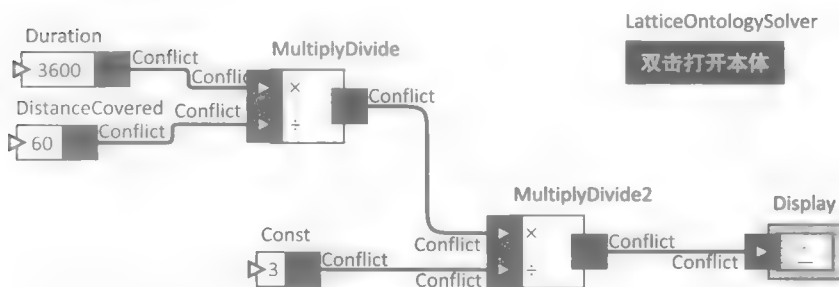 LatticeOntologySolver
双击打开本体
Duration
3600
Conflict
MultiplyDivide
Conflic
×
÷
Conflict
DistanceCovered
60
Conflict
Conflict
MultiplyDivide2
Display
Const
3
Conflict
Conflict
Conflict
×
÷
Conflict
Conflict